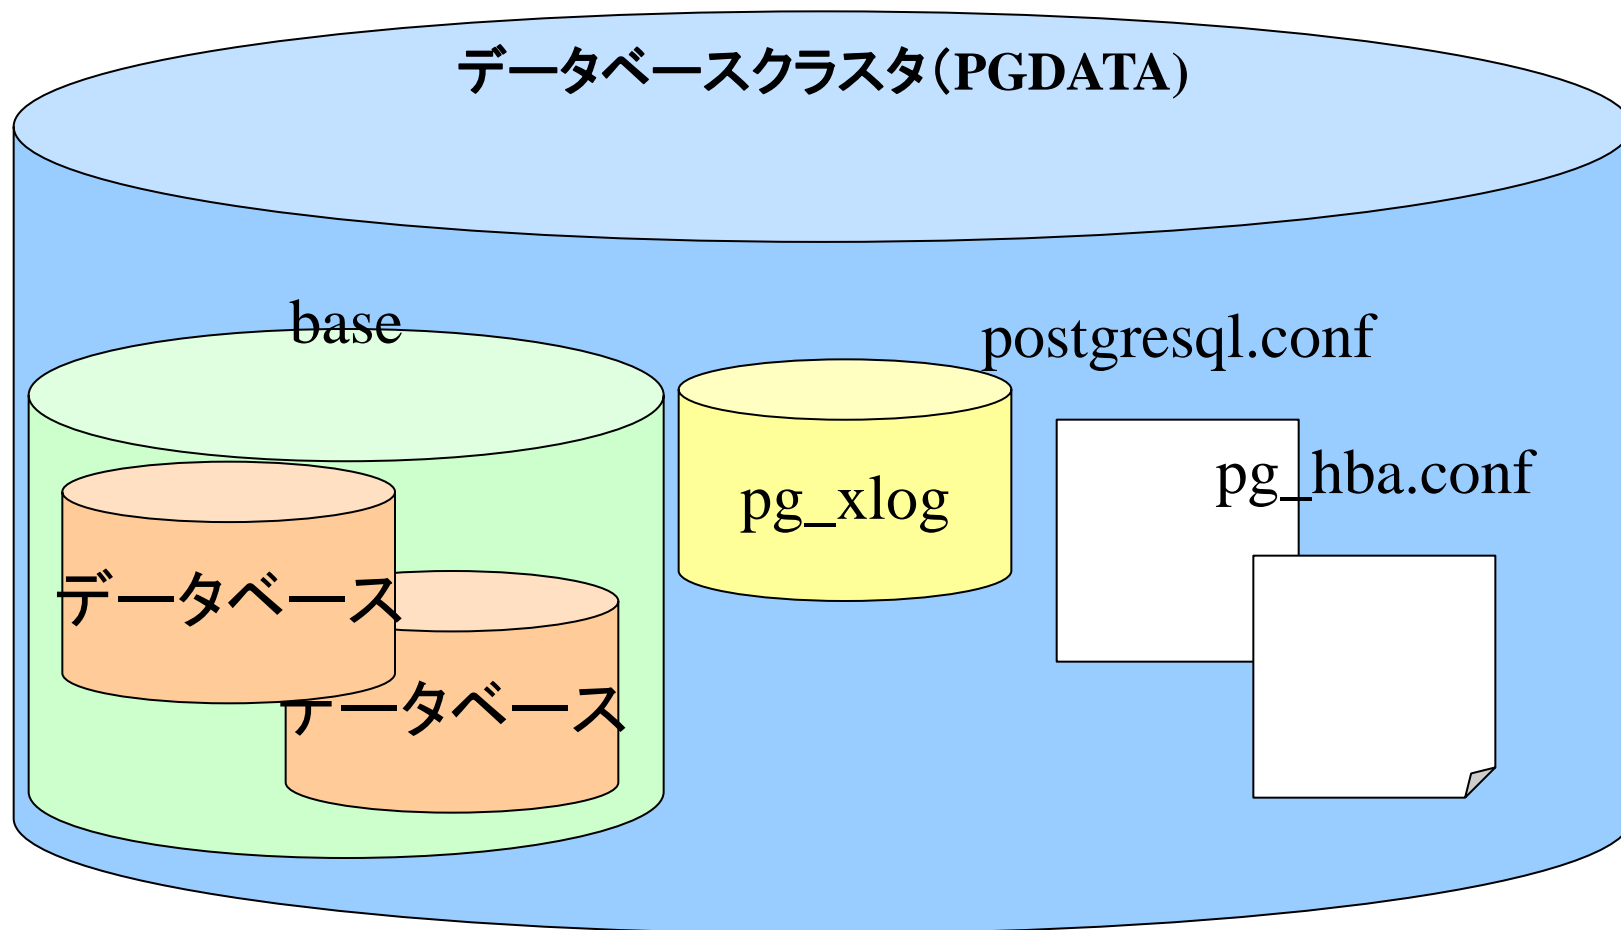 データベースクラスタ(PGDATA)
base
postgresql.conf
pg_hba.conf
pg_xlog
データベース
データベース